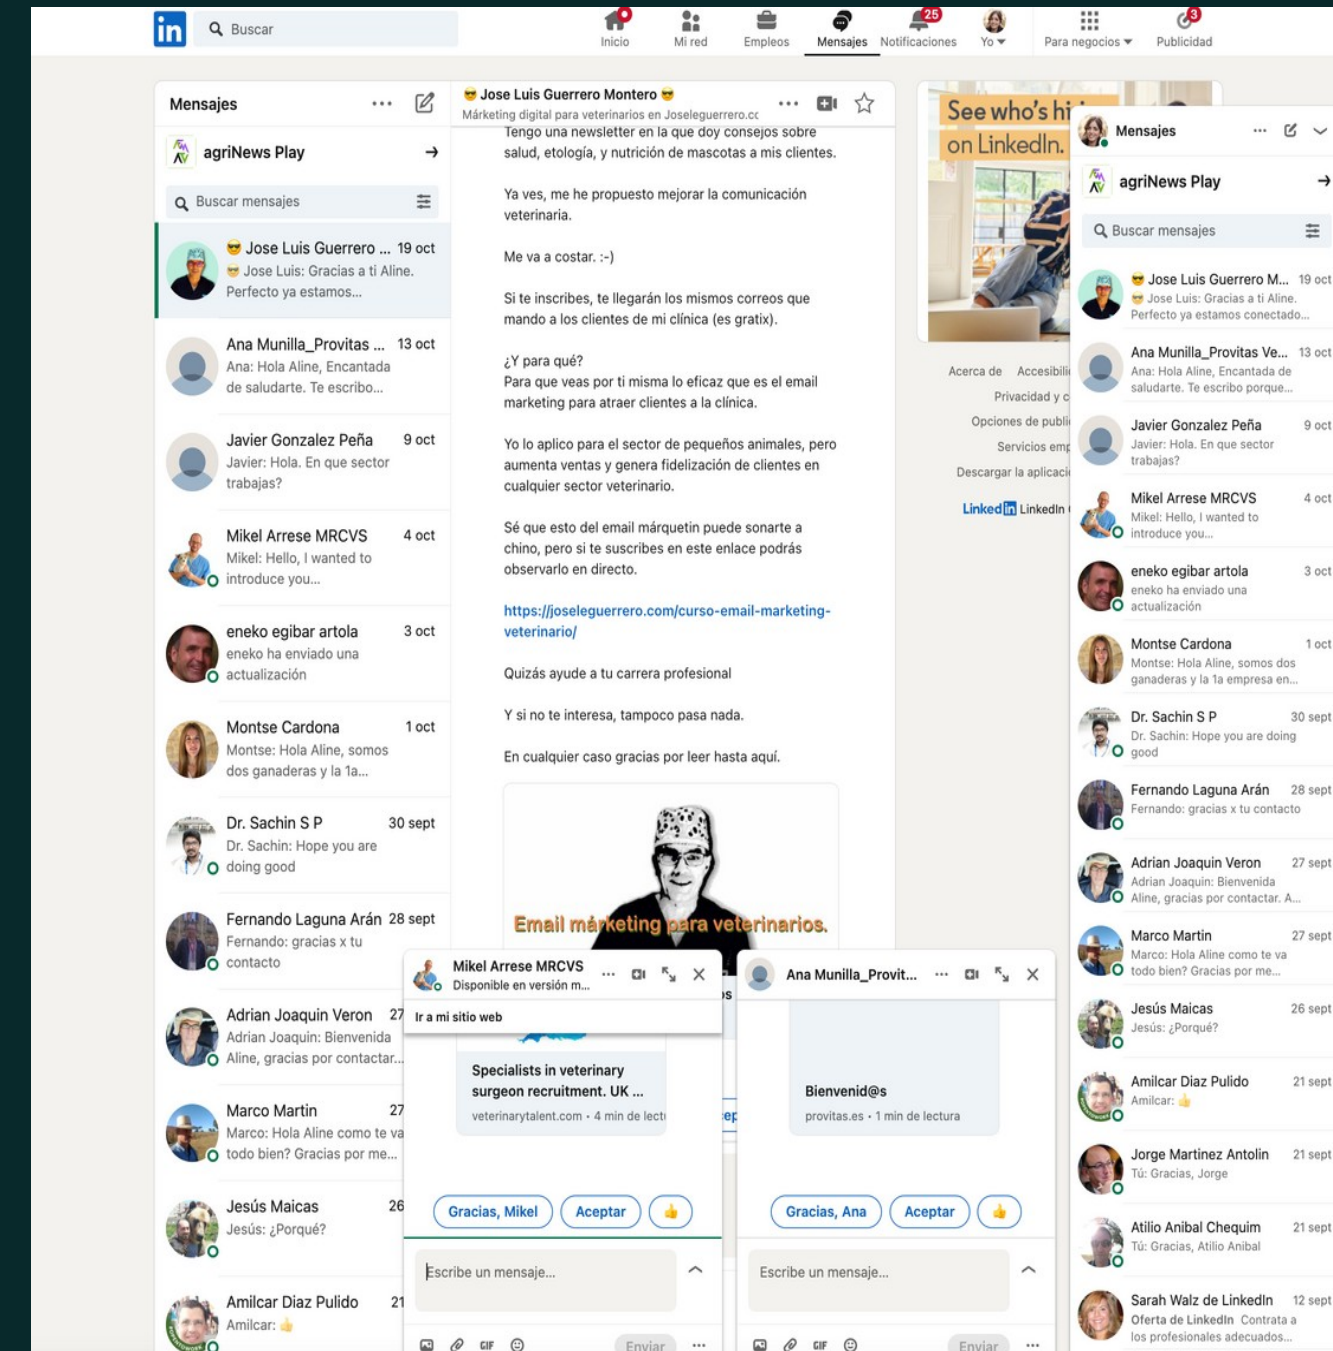 in
Buscar
Inicio
Mi red
Empleos
Mensajes
25
Notificaciones
Yo
Para negocios
3
Publicidad
Mensajes
agriNews Play
Buscar mensajes
Jose Luis Guerrero ... 19 oct
Jose Luis: Gracias a ti Aline.
Perfecto ya estamos...
Ana Munilla_Provitas ... 13 oct
Ana: Hola Aline, Encantada
de saludarte. Te escribo...
Javier Gonzalez Peña 9 oct
Javier: Hola. En que sector
trabajas?
Mikel Arrese MRCVS 4 oct
Mikel: Hello, I wanted to
introduce you...
eneko egibar artola 3 oct
eneko ha enviado una
actualización
Montse Cardona 1 oct
Montse: Hola Aline, somos
dos ganaderas y la 1a...
Dr. Sachin S P 30 sept
Dr. Sachin: Hope you are
doing good
Fernando Laguna Arán 28 sept
Fernando: gracias x tu
contacto
Adrian Joaquin Veron 27
Adrian Joaquin: Bienvenida
Aline, gracias por contactar...
Marco Martin 27
Marco: Hola Aline como te va
todo bien? Gracias por me...
Jesús Maicas 26
Jesús: ¿Porqué?
Amilcar Diaz Pulido 21
Amilcar: 👍
😎 Jose Luis Guerrero Montero 😎
Márketing digital para veterinarios en Joseleguerrero.cc
Tengo una newsletter en la que doy consejos sobre
salud, etología, y nutrición de mascotas a mis clientes.
Ya ves, me he propuesto mejorar la comunicación
veterinaria.
Me va a costar. :-)
Si te inscribes, te llegarán los mismos correos que
mando a los clientes de mi clínica (es gratix).
¿Y para qué?
Para que veas por ti misma lo eficaz que es el email
marketing para atraer clientes a la clínica.
Yo lo aplico para el sector de pequeños animales, pero
aumenta ventas y genera fidelización de clientes en
cualquier sector veterinario.
Sé que esto del email márquetin puede sonarte a
chino, pero si te suscribes en este enlace podrás
observarlo en directo.
https://joseleguerrero.com/curso-email-marketing-
veterinario/
Quizás ayude a tu carrera profesional
Y si no te interesa, tampoco pasa nada.
En cualquier caso gracias por leer hasta aquí.
Email márketing para veterinarios.
Mikel Arrese MRCVS
Disponible en versión m...
Ir a mi sitio web
Specialists in veterinary
surgeon recruitment. UK ...
veterinarytalent.com • 4 min de lect
Gracias, Mikel
Aceptar
👍
Escribe un mensaje...
GIF
Enviar
Ana Munilla_Provit...
Bienvenid@s
provitas.es • 1 min de lectura
Gracias, Ana
Aceptar
👍
Escribe un mensaje...
GIF
Enviar
See who's hi
on LinkedIn.
Acerca de Accesibili
Privacidad y c
Opciones de publi
Servicios emp
Descargar la aplicaci
Linkedin LinkedIn
Mensajes
agriNews Play
Buscar mensajes
😎 Jose Luis Guerrero M... 19 oct
😎 Jose Luis: Gracias a ti Aline.
Perfecto ya estamos conectado...
Ana Munilla_Provitas Ve... 13 oct
Ana: Hola Aline, Encantada de
saludarte. Te escribo porque...
Javier Gonzalez Peña 9 oct
Javier: Hola. En que sector
trabajas?
Mikel Arrese MRCVS 4 oct
Mikel: Hello, I wanted to
introduce you...
eneko egibar artola 3 oct
eneko ha enviado una
actualización
Montse Cardona 1 oct
Montse: Hola Aline, somos dos
ganaderas y la 1a empresa en...
Dr. Sachin S P 30 sept
Dr. Sachin: Hope you are doing
good
Fernando Laguna Arán 28 sept
Fernando: gracias x tu contacto
Adrian Joaquin Veron 27 sept
Adrian Joaquin: Bienvenida
Aline, gracias por contactar. A...
Marco Martin 27 sept
Marco: Hola Aline como te va
todo bien? Gracias por me...
Jesús Maicas 26 sept
Jesús: ¿Porqué?
Amilcar Diaz Pulido 21 sept
Amilcar: 👍
Jorge Martinez Antolin 21 sept
Tú: Gracias, Jorge
Atilio Anibal Chequim 21 sept
Tú: Gracias, Atilio Anibal
Sarah Walz de LinkedIn 12 sept
Oferta de LinkedIn Contrata a
los profesionales adecuados...